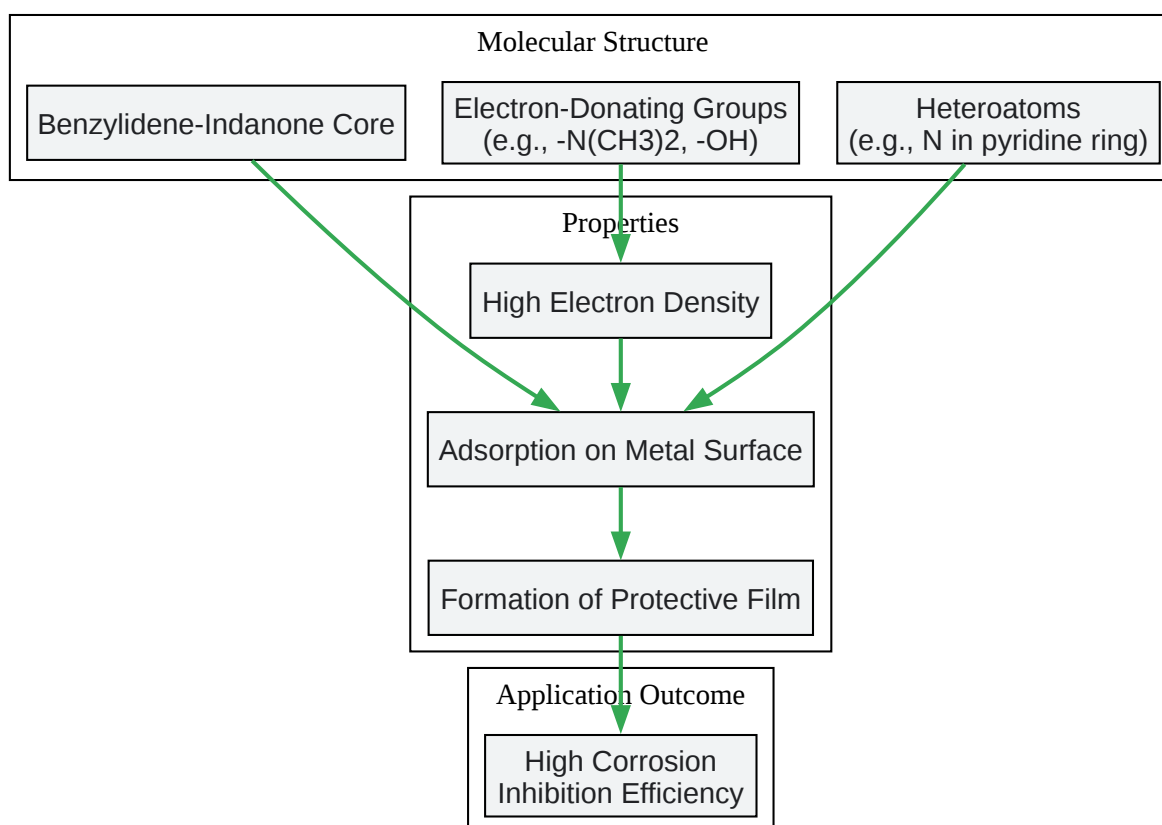 Molecular Structure
Benzylidene-Indanone Core
Electron-Donating Groups
(e.g., -N(CH3)2, -OH)
Heteroatoms
(e.g., N in pyridine ring)
Properties
High Electron Density
Adsorption on Metal Surface
Formation of Protective Film
Application Outcome
High Corrosion
Inhibition Efficiency